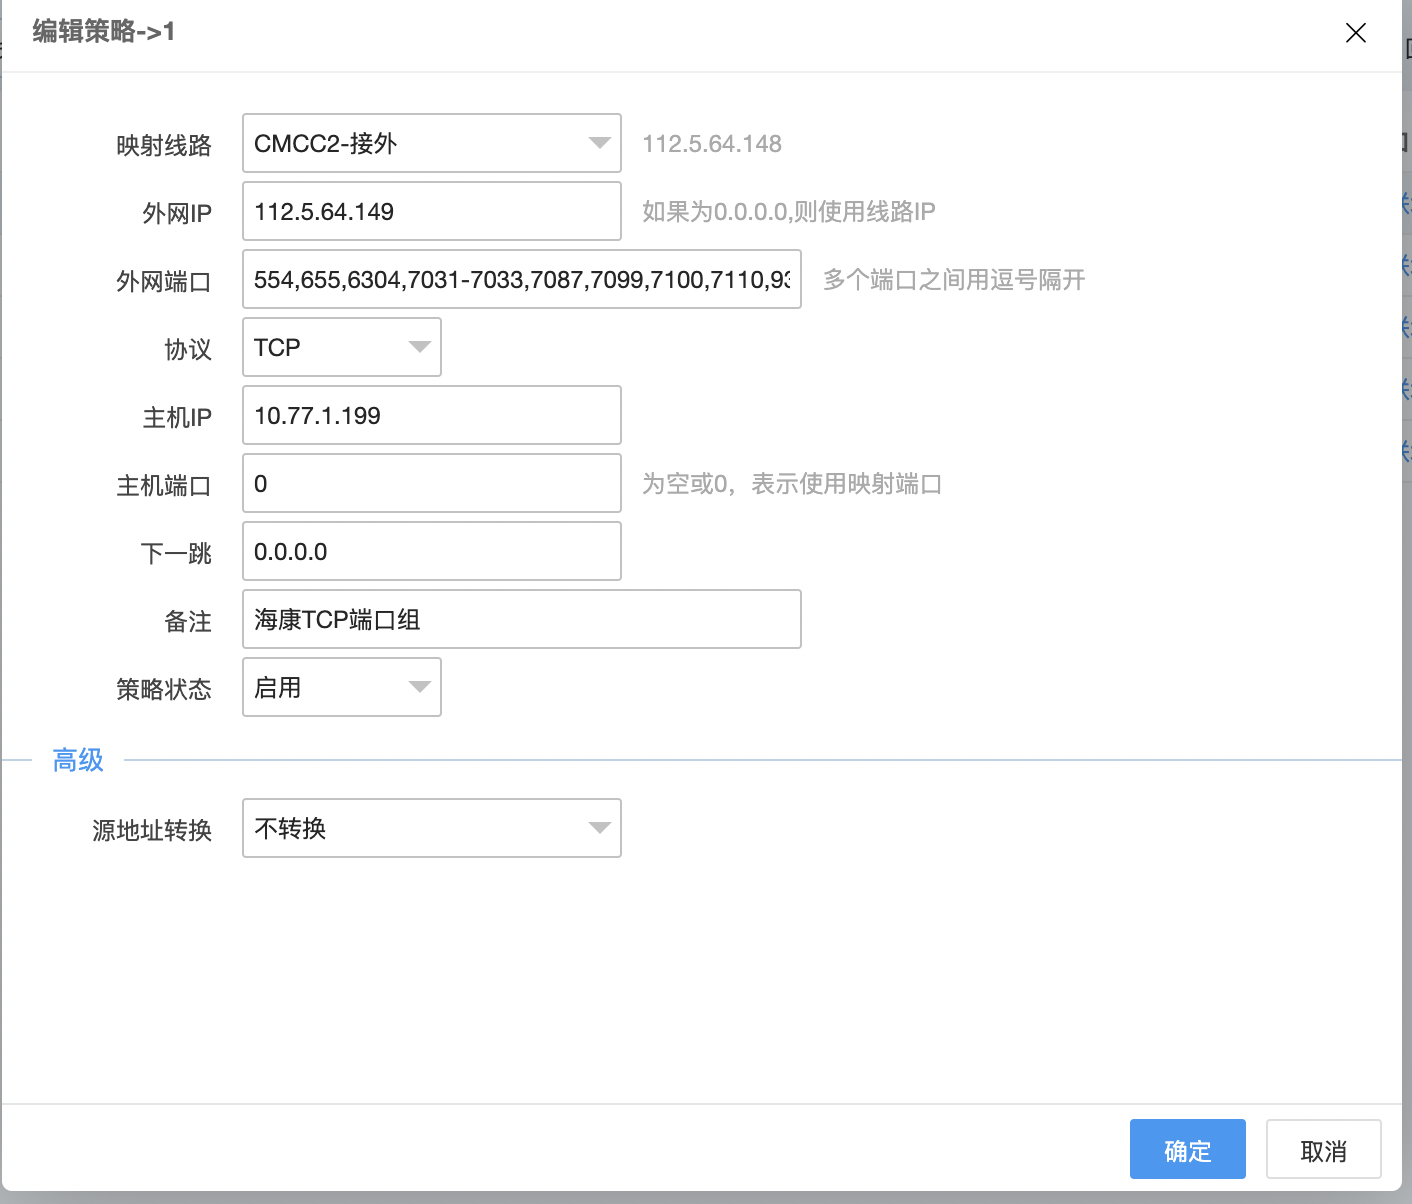 编辑策略->1
映射线路 CMCC2-接外 112.5.64.148
外网IP 112.5.64.149 如果为0.0.0.0,则使用线路IP
外网端口 554,655,6304,7031-7033,7087,7099,7100,7110,93 多个端口之间用逗号隔开
协议 TCP
主机IP 10.77.1.199
主机端口 0 为空或0，表示使用映射端口
下一跳 0.0.0.0
备注 海康TCP端口组
策略状态 启用
高级
源地址转换 不转换
确定 取消